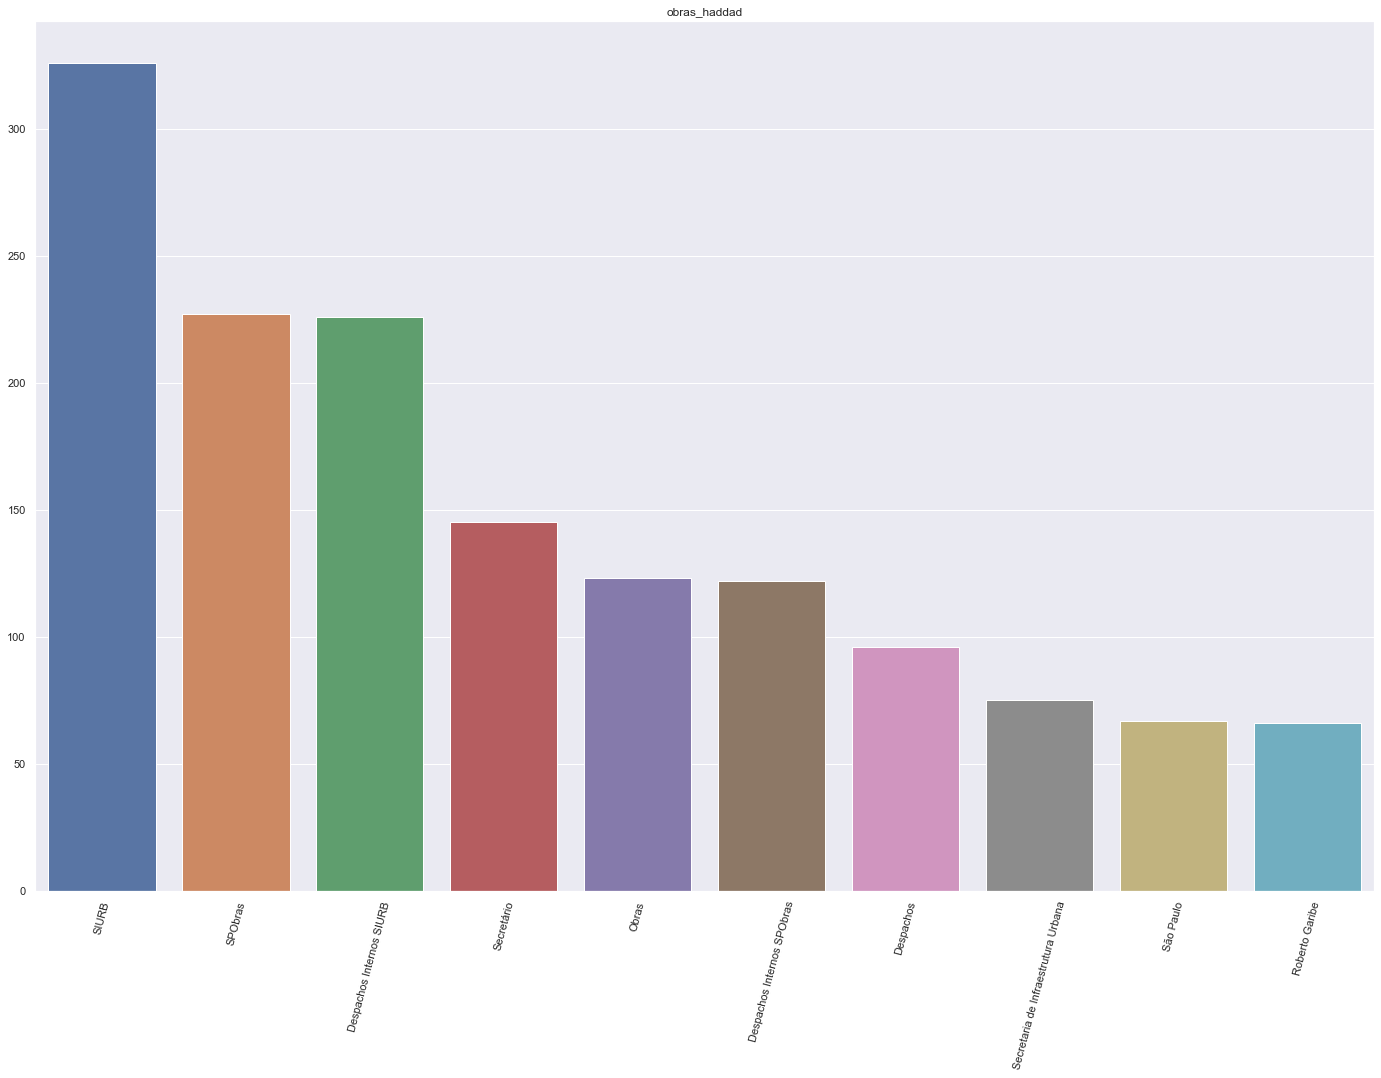 obras_haddad
300
250
200
150
100
50
0
SIURB
SPObras
Despachos Internos SIURB
Secretário
Obras
Despachos Internos SPObras
Despachos
Secretaria de Infraestrutura Urbana
São Paulo
Roberto Garibe